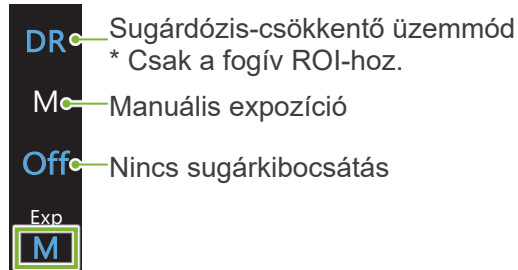 DR Sugárdózis-csökkentő üzemmód
* Csak a fogív ROI-hoz.
M Manuális expozíció
Off Nincs sugárkibocsátás
Exp
M